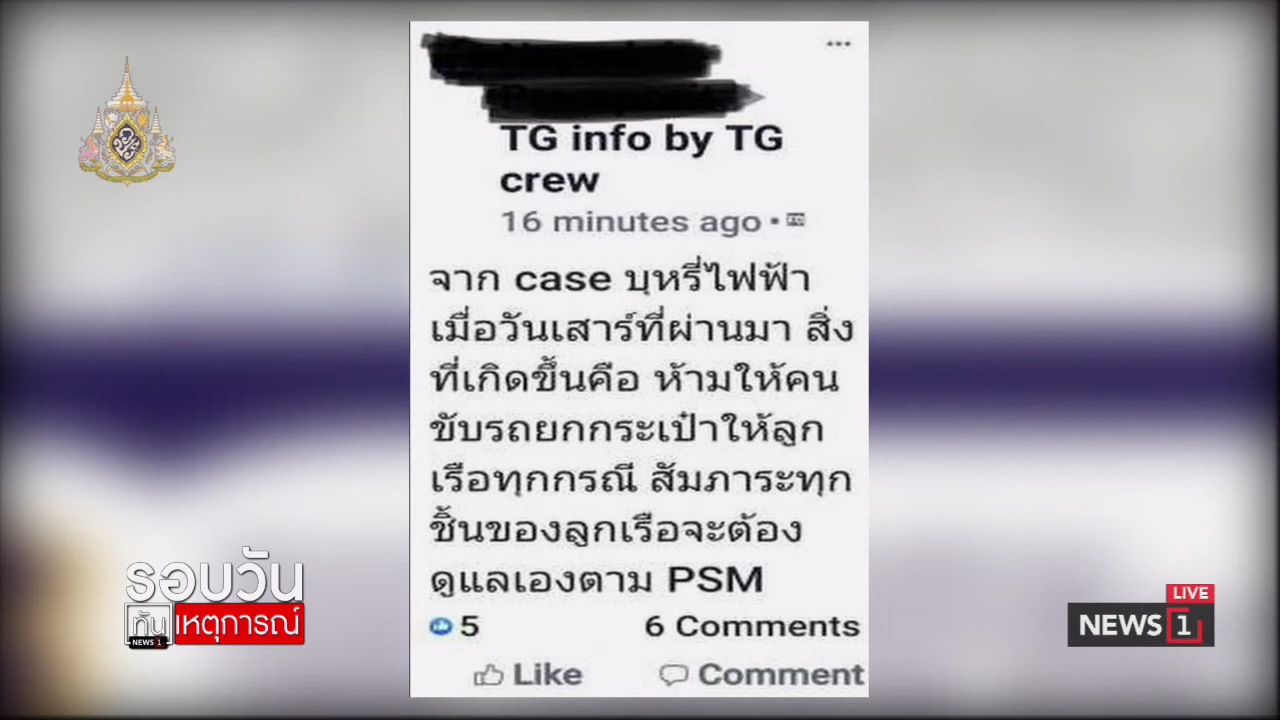 TG info by TG
crew
16 minutes ago
จาก case บุหรี่ไฟฟ้า
เมื่อวันเสาร์ที่ผ่านมา สิ่ง
ที่เกิดขึ้นคือ ห้ามให้คน
ขับรถยกกระเป๋าให้ลูก
เรือทุกกรณี สัมภาระทุก
ชิ้นของลูกเรือจะต้อง
ดูแลเองตาม PSM
5 6 Comments
Like Comment
รอบวัน
ทันเหตุการณ์
NEWS 1
LIVE
NEWS 1